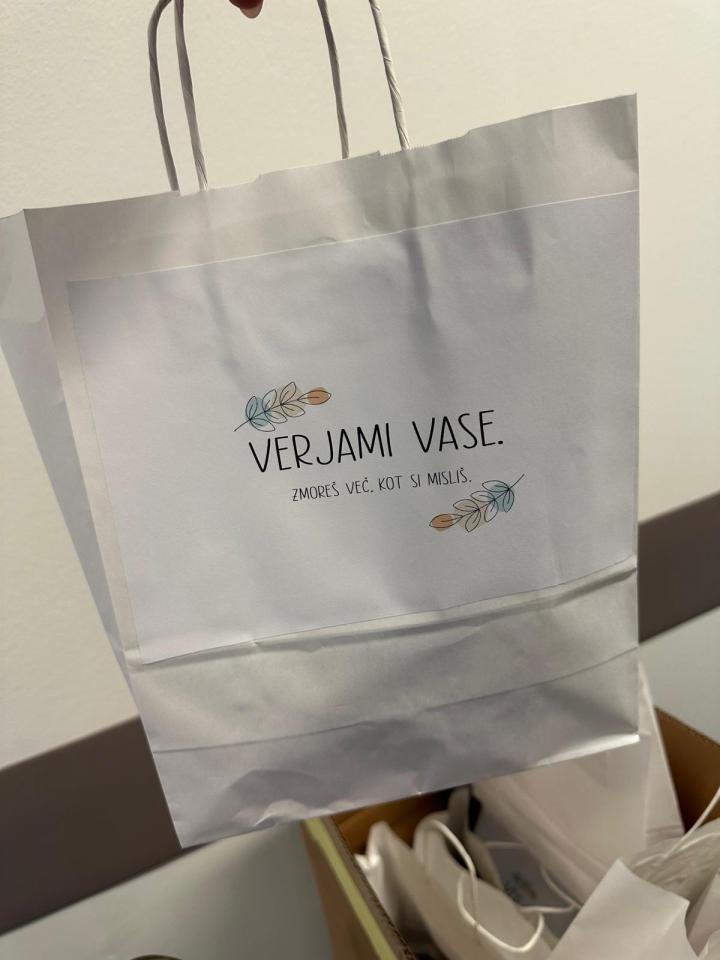 VERJAMI VASE.
ZMOREŠ VEČ, KOT SI MISLIŠ.